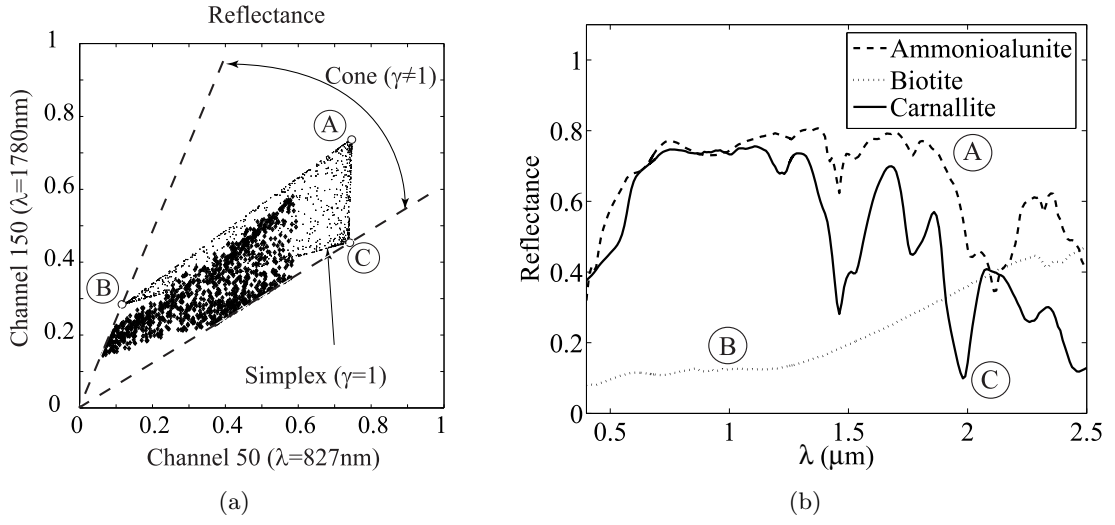 Reflectance
1
0.8
0.6
0.4
0.2
0
0
0.2
0.4
0.6
0.8
1
Channel 150 (λ=1780nm)
Channel 50 (λ=827nm)
Cone (γ≠1)
A
B
C
Simplex (γ=1)
(a)
1
0.8
0.6
0.4
0.2
0
0.5
1
1.5
2
2.5
Reflectance
λ (μm)
Ammonioalunite
Biotite
Carnallite
A
B
C
(b)